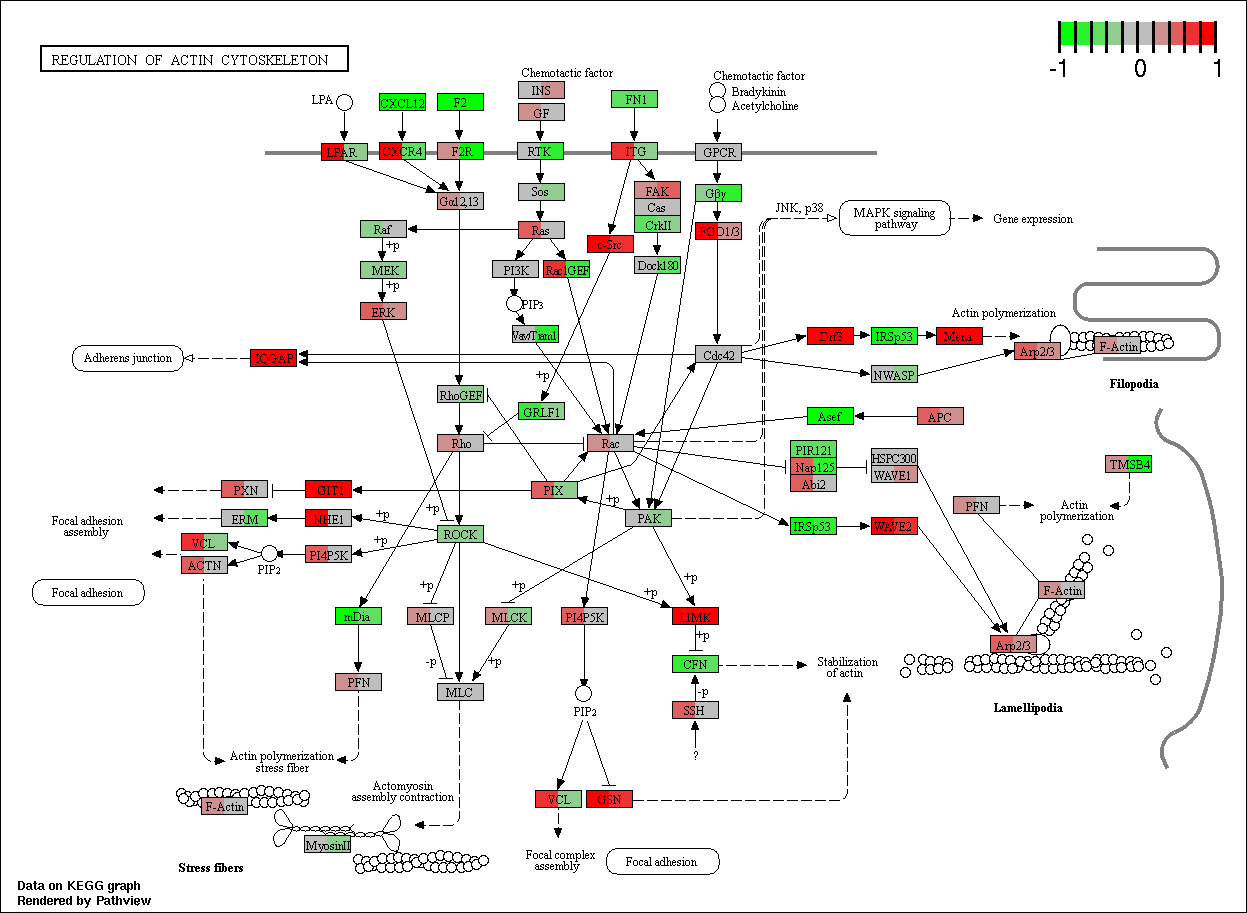 REGULATION OF ACTIN CYTOSKELETON
-1 0 1
Chemotactic factor
Chemotactic factor
LPA
CXCL12
F2
INS
GF
FN1
Bradykinin
Acetylcholine
LPAR
CXCR4
F2R
RTK
ITG
GPCR
Gα12,13
Sos
FAK
Cas
CrkII
Gβγ
JNK, p38
MAPK signaling
pathway
Gene expression
Raf
+p
Ras
c-Src
FGD1/3
MEK
+p
PI3K
Rac1GEF
Dock180
PIP3
ERK
Vav/Tiam1
Drf3
IRSp53
Mena
Actin polymerization
Arp2/3
F-Actin
Adherens junction
IQGAP
Cdc42
NWASP
Filopodia
+p
RhoGEF
GRLF1
Asef
APC
Rho
Rac
PIR121
Nap125
Abi2
HSPC300
WAVE1
TMSB4
PXN
GIT1
PIX
+p
PAK
PFN
Actin
polymerization
Focal adhesion
assembly
ERM
NHE1
+p
+p
ROCK
IRSp53
WAVE2
VCL
ACTN
PIP2
PI4P5K
+p
Focal adhesion
+p
+p
+p
F-Actin
mDia
MLCP
MLCK
PI4P5K
LIMK
+p
Arp2/3
-p
+p
CFN
Stabilization
of actin
PFN
MLC
-p
SSH
PIP2
Lamellipodia
?
Actin polymerization
stress fiber
Actomyosin
assembly contraction
F-Actin
VCL
GSN
MyosinII
Stress fibers
Focal complex
assembly
Focal adhesion
Data on KEGG graph
Rendered by Pathview